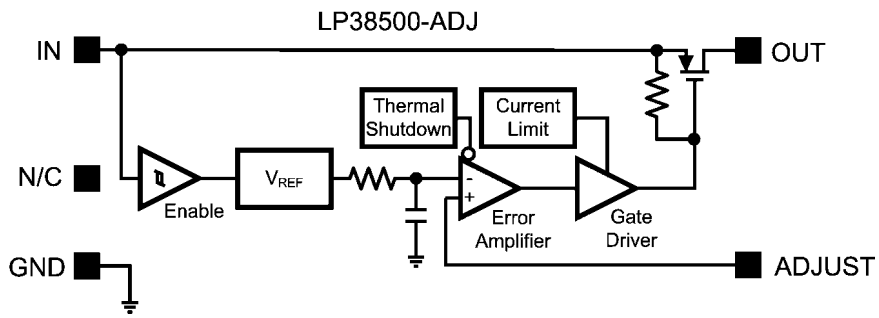 LP38500-ADJ
IN
OUT
Thermal
Shutdown
Current
Limit
N/C
VREF
-
+
Enable
Error
Amplifier
Gate
Driver
GND
ADJUST